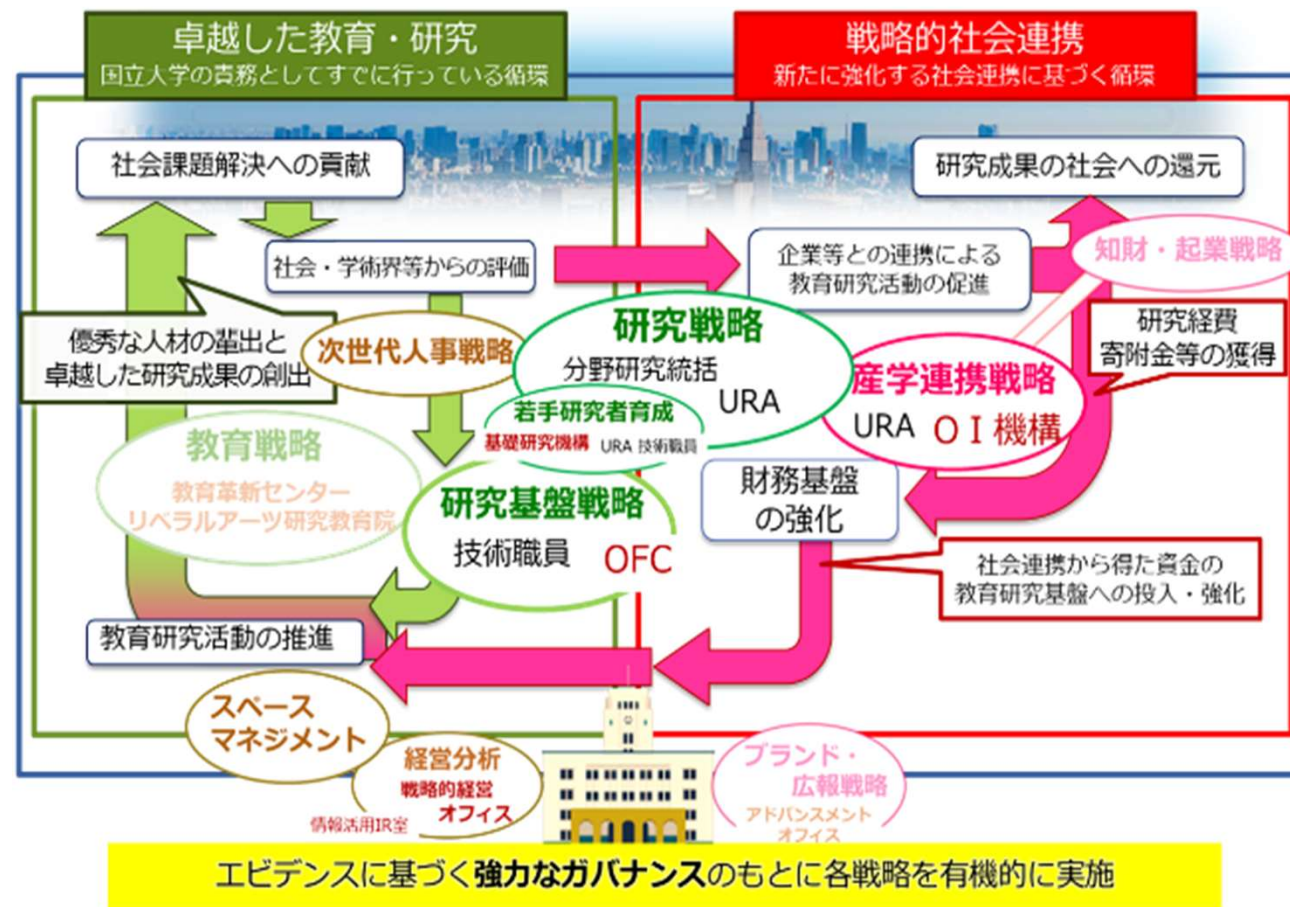 卓越した教育・研究
国立大学の責務としてすでに行っている循環
戦略的社会連携
新たに強化する社会連携に基づく循環
社会課題解決への貢献
社会・学術界等からの評価
優秀な人材の輩出と
卓越した研究成果の創出
次世代人事戦略
教育戦略
教育革新センター
リベラルアーツ研究教育院
研究戦略
分野研究統括
URA
若手研究者育成
基礎研究機構 URA 技術職員
研究基盤戦略
技術職員 OFC
教育研究活動の推進
企業等との連携による
教育研究活動の促進
研究成果の社会への還元
知財・起業戦略
研究経費
寄附金等の獲得
産学連携戦略
URA OI機構
財務基盤
の強化
社会連携から得た資金の
教育研究基盤への投入・強化
スペース
マネジメント
経営分析
戦略的経営
オフィス
情報活用IR室
ブランド・
広報戦略
アドバンスメント
オフィス
エビデンスに基づく強力なガバナンスのもとに各戦略を有機的に実施